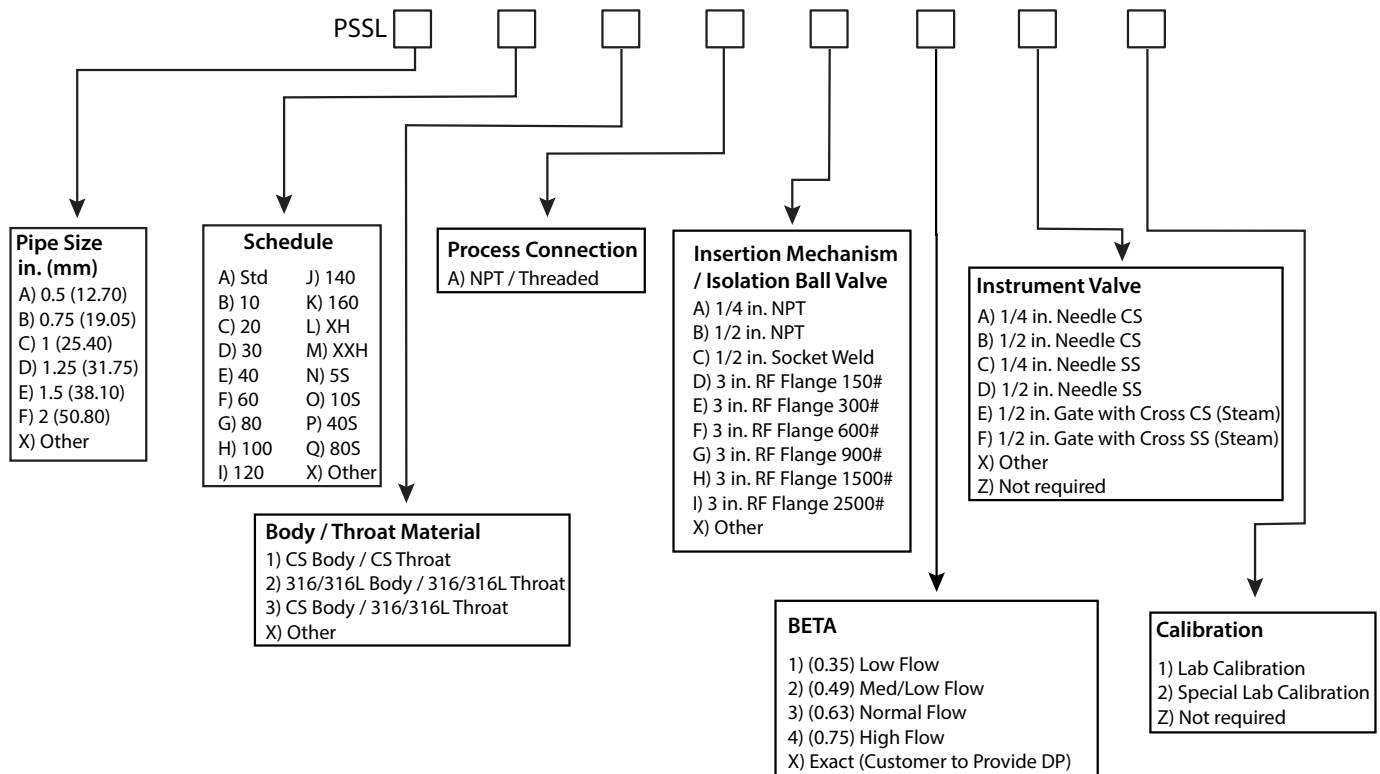 PSSL
Pipe Size
in. (mm)
A) 0.5 (12.70)
B) 0.75 (19.05)
C) 1 (25.40)
D) 1.25 (31.75)
E) 1.5 (38.10)
F) 2 (50.80)
X) Other
Schedule
A) Std
B) 10
C) 20
D) 30
E) 40
F) 60
G) 80
H) 100
I) 120
J) 140
K) 160
L) XH
M) XXH
N) 5S
O) 10S
P) 40S
Q) 80S
X) Other
Body / Throat Material
1) CS Body / CS Throat
2) 316/316L Body / 316/316L Throat
3) CS Body / 316/316L Throat
X) Other
Process Connection
A) NPT / Threaded
Insertion Mechanism
/ Isolation Ball Valve
A) 1/4 in. NPT
B) 1/2 in. NPT
C) 1/2 in. Socket Weld
D) 3 in. RF Flange 150#
E) 3 in. RF Flange 300#
F) 3 in. RF Flange 600#
G) 3 in. RF Flange 900#
H) 3 in. RF Flange 1500#
I) 3 in. RF Flange 2500#
X) Other
BETA
1) (0.35) Low Flow
2) (0.49) Med/Low Flow
3) (0.63) Normal Flow
4) (0.75) High Flow
X) Exact (Customer to Provide DP)
Instrument Valve
A) 1/4 in. Needle CS
B) 1/2 in. Needle CS
C) 1/4 in. Needle SS
D) 1/2 in. Needle SS
E) 1/2 in. Gate with Cross CS (Steam)
F) 1/2 in. Gate with Cross SS (Steam)
X) Other
Z) Not required
Calibration
1) Lab Calibration
2) Special Lab Calibration
Z) Not required